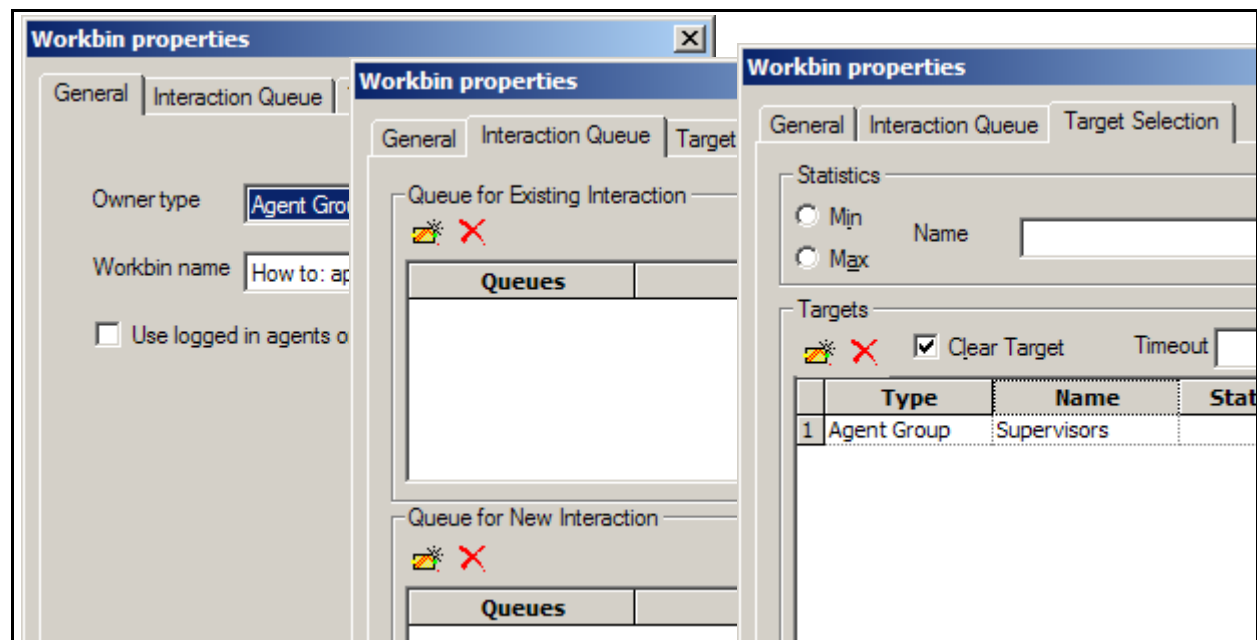 Workbin properties
General
Interaction Queue
Owner type
Agent Grou
Workbin name
How to: ap
Use logged in agents o
Workbin properties
General
Interaction Queue
Target
Queue for Existing Interaction
Queues
Queue for New Interaction
Queues
Workbin properties
General
Interaction Queue
Target Selection
Statistics
Min
Max
Name
Targets
Clear Target
Timeout
Type
Name
Stat
1
Agent Group
Supervisors